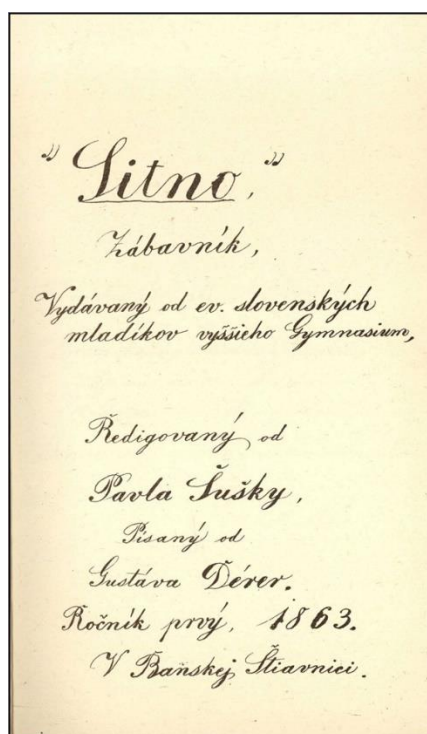 "Sitno,"
Zábavník,
Vydávaný od ev. slovenských
mladíkov vyššieho Gymnasium,
Redigovaný od
Pavla Šušky,
Písaný od
Gustáva Dérer.
Ročník prvý, 1863.
V Baňskej Štiavnici.